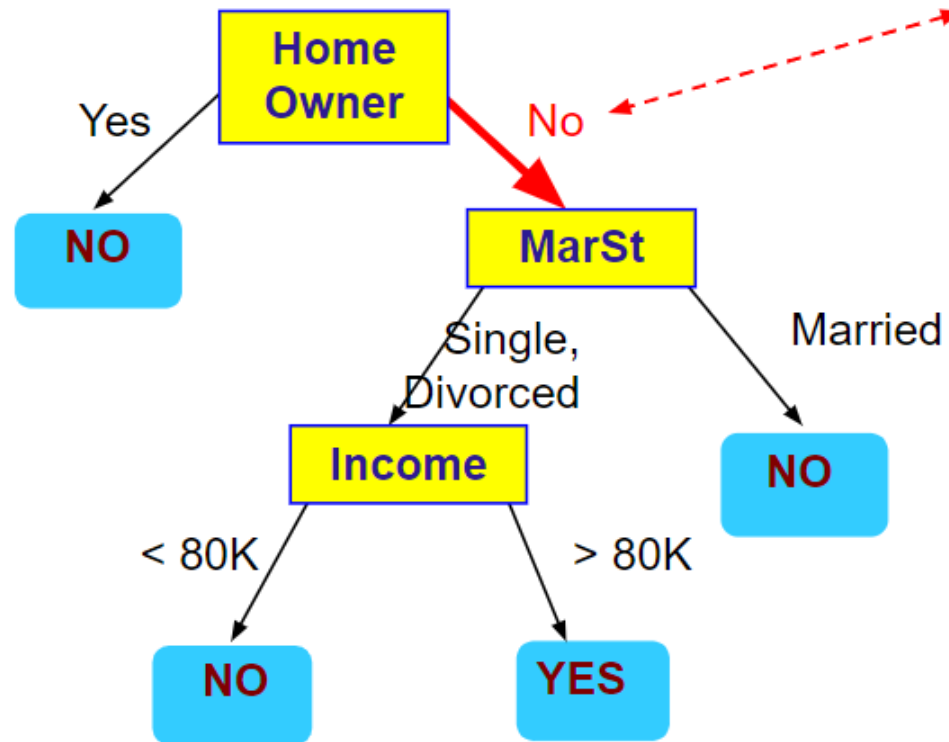 Home
Owner
Yes
No
NO
MarSt
Single,
Divorced
Married
Income
NO
< 80K
> 80K
NO
YES